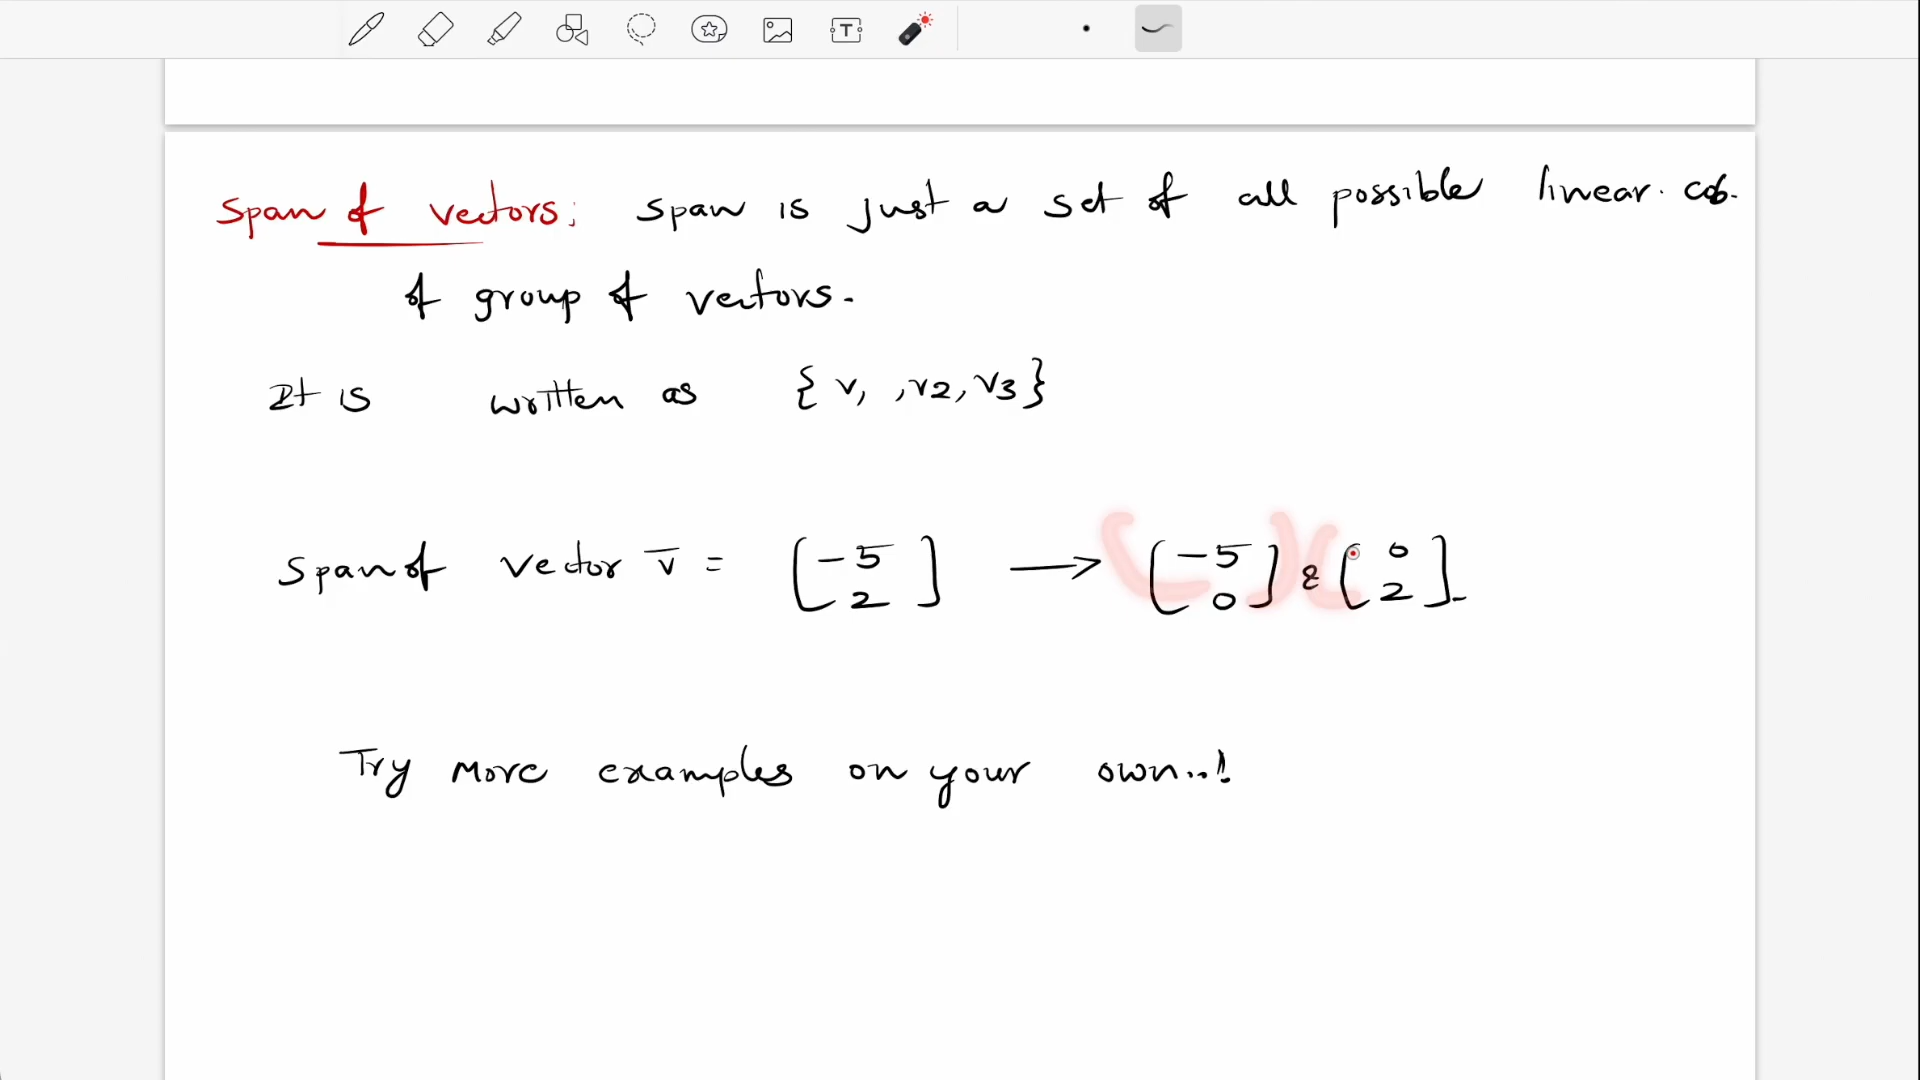 Span of vectors: span is just a set of all possible linear. cob.
of group of vectors.
It is written as { v1, v2, v3 }
Span of vector v̅ = [-5 2] → [-5 0] & [0 2].
Try more examples on your own..!